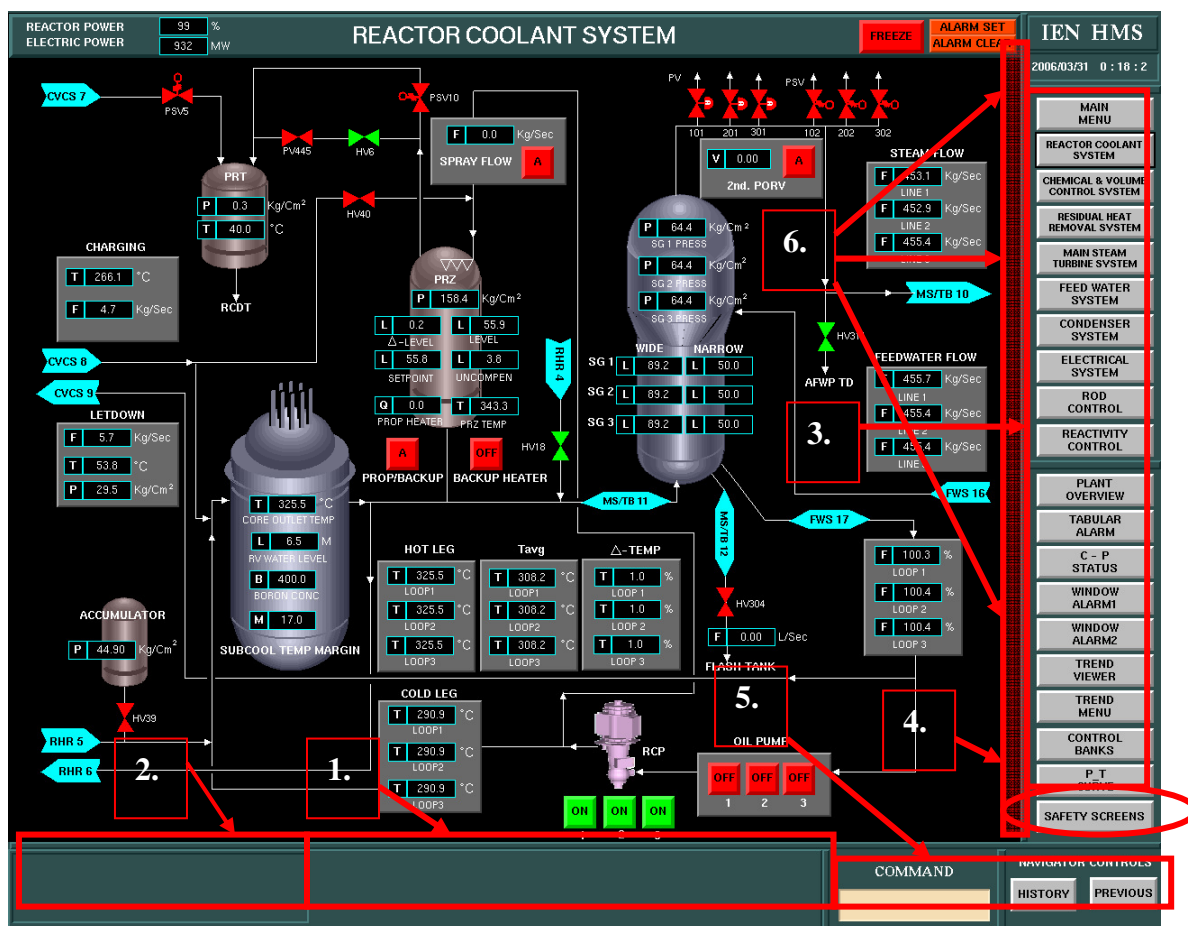 REACTOR POWER 99 %
ELECTRIC POWER 932 MW
REACTOR COOLANT SYSTEM
FREEZE
ALARM SET
ALARM CLEAR
IEN HMS
2006/03/31 0 : 18 : 2
MAIN
MENU
REACTOR COOLANT
SYSTEM
CHEMICAL & VOLUME
CONTROL SYSTEM
RESIDUAL HEAT
REMOVAL SYSTEM
MAIN STEAM
TURBINE SYSTEM
FEED WATER
SYSTEM
CONDENSER
SYSTEM
ELECTRICAL
SYSTEM
ROD
CONTROL
REACTIVITY
CONTROL
PLANT
OVERVIEW
TABULAR
ALARM
C - P
STATUS
WINDOW
ALARM1
WINDOW
ALARM2
TREND
VIEWER
TREND
MENU
CONTROL
BANKS
P_T
SAFETY SCREENS
CVCS 7
PSV5
PSV10
PV445
HV6
HV40
F 0.0 Kg/Sec
SPRAY FLOW A
PRT
P 0.3 Kg/Cm²
T 40.0 °C
RCDT
CHARGING
T 266.1 °C
F 4.7 Kg/Sec
CVCS 8
CVCS 9
LETDOWN
F 5.7 Kg/Sec
T 53.8 °C
P 29.5 Kg/Cm²
PRZ
P 158.4 Kg/Cm²
L 0.2 L 55.9
△-LEVEL LEVEL
L 55.8 L 3.8
SETPOINT UNCOMPEN
Q 0.0 T 343.3
PROP HEATER PRZ TEMP
A OFF
PROP/BACKUP BACKUP HEATER
RHR 4
HV18
PV PSV
101 201 301 102 202 302
V 0.00 A
2nd. PORV
STEAM FLOW
F 453.1 Kg/Sec
LINE 1
F 452.9 Kg/Sec
LINE 2
F 455.4 Kg/Sec
6.
P 64.4 Kg/Cm²
SG 1 PRESS
P 64.4 Kg/Cm²
SG 2 PRESS
P 64.4 Kg/Cm²
SG 3 PRESS
WIDE NARROW
SG 1 L 89.2 L 50.0
SG 2 L 89.2 L 50.0
SG 3 L 89.2 L 50.0
MS/TB 10
AFWP TD
FEEDWATER FLOW
F 455.7 Kg/Sec
LINE 1
F 455.4 Kg/Sec
LINE 2
F 455.4 Kg/Sec
3.
FWS 16
MS/TB 11
MS/TB 12
FWS 17
F 100.3 %
LOOP 1
F 100.4 %
LOOP 2
F 100.4 %
LOOP 3
T 325.5 °C
CORE OUTLET TEMP
L 6.5 M
RV WATER LEVEL
B 400.0
BORON CONC
M 17.0
SUBCOOL TEMP MARGIN
HOT LEG
T 325.5 °C
LOOP1
T 325.5 °C
LOOP2
T 325.5 °C
LOOP3
Tavg
T 308.2 °C
LOOP1
T 308.2 °C
LOOP2
T 308.2 °C
LOOP3
△-TEMP
T 1.0 %
LOOP 1
T 1.0 %
LOOP 2
T 1.0 %
LOOP 3
HV304
F 0.00 L/Sec
FLASH TANK
ACCUMULATOR
P 44.90 Kg/Cm²
HV39
RHR 5
RHR 6
2.
1.
COLD LEG
T 290.9 °C
LOOP1
T 290.9 °C
LOOP2
T 290.9 °C
LOOP3
RCP
ON ON ON
5.
4.
OIL PUMP
OFF OFF OFF
1 2 3
COMMAND
NAVIGATOR CONTROLS
HISTORY PREVIOUS